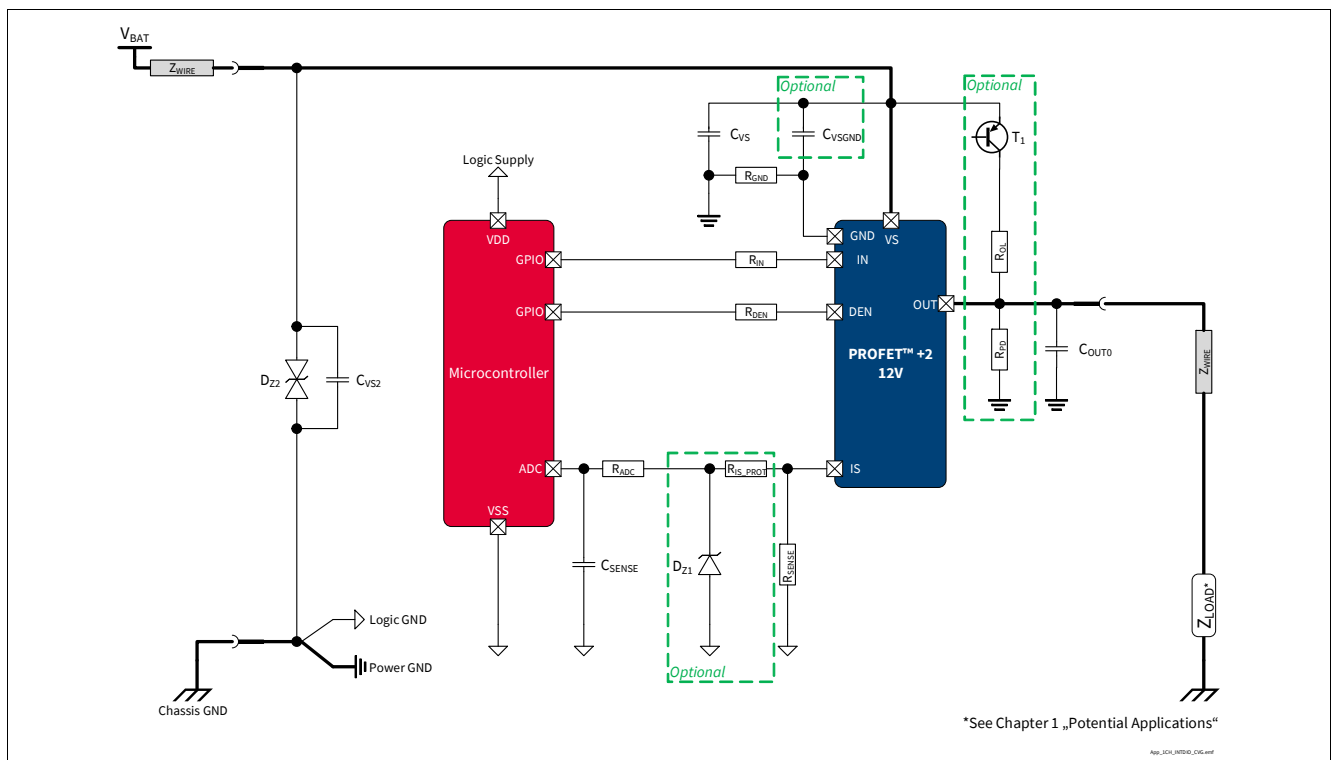 VBAT
ZWIRE
Optional
Optional
CVS
CVSGND
T1
Logic Supply
RGND
VDD
GND
VS
GPIO
RIN
IN
ROL
GPIO
RDEN
DEN
OUT
PROFET™ +2
12V
RPD
COUT0
ZWIRE
DZ2
CVS2
Microcontroller
ADC
RADC
RIS_PROT
IS
VSS
CSENSE
DZ1
RSENSE
ZLOAD*
Logic GND
Power GND
Optional
Chassis GND
*See Chapter 1 „Potential Applications“
App_1CH_INTDIO_CVG.emf